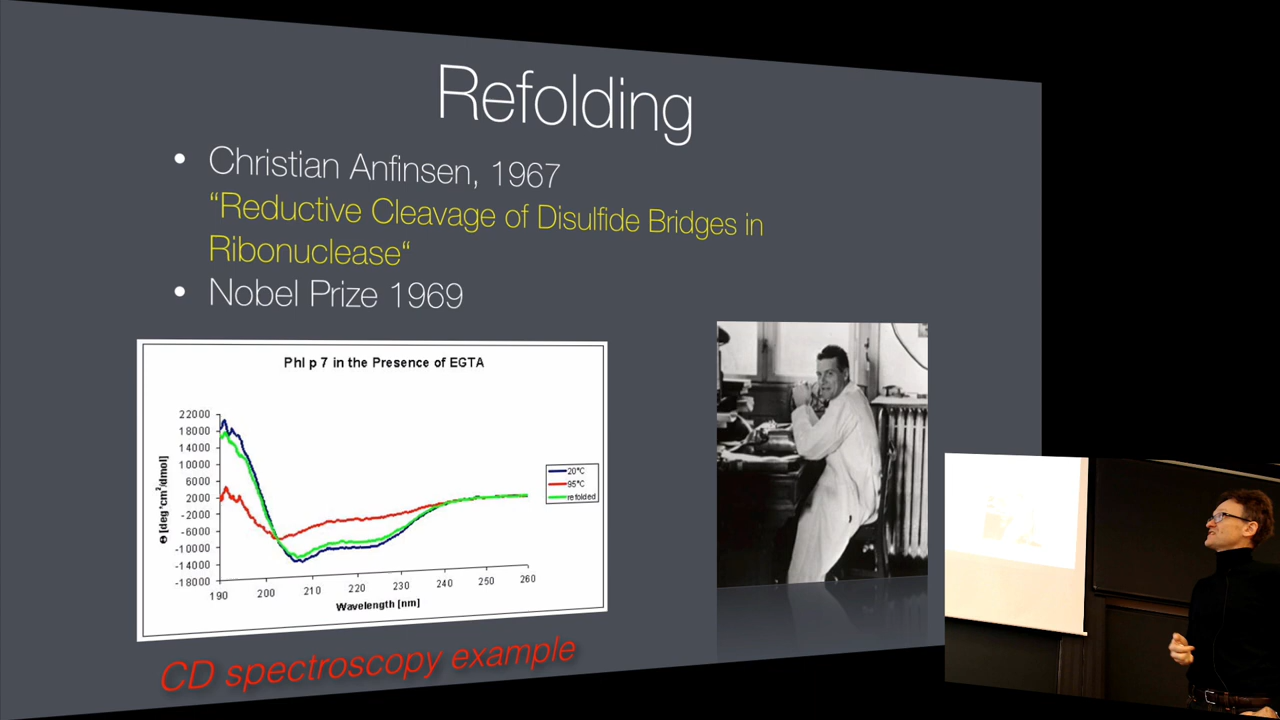 Refolding
• Christian Anfinsen, 1967
“Reductive Cleavage of Disulfide Bridges in
Ribonuclease“
• Nobel Prize 1969
Phl p 7 in the Presence of EGTA
22000
18000
14000
10000
6000
2000
-2000
-6000
-10000
-14000
-18000
Θ [deg*cm²/dmol]
190 200 210 220 230 240 250 260
Wavelength [nm]
20°C
95°C
refolded
CD spectroscopy example